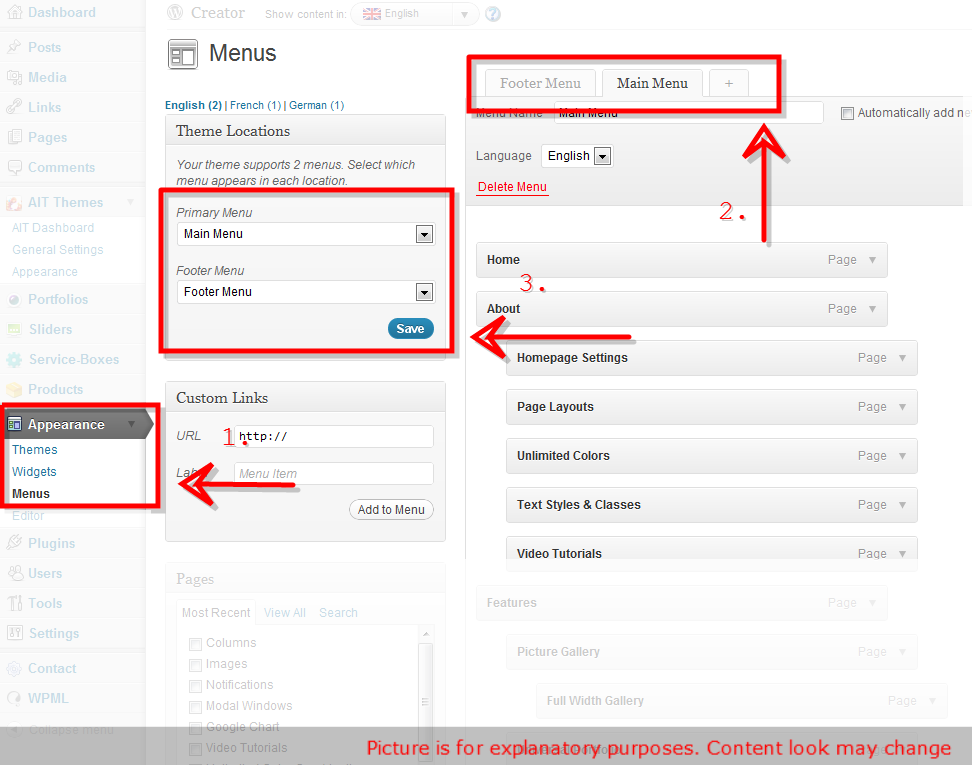 Dashboard
Posts
Media
Links
Pages
Comments
AIT Themes
AIT Dashboard
General Settings
Appearance
Portfolios
Sliders
Service-Boxes
Products
Appearance
Themes
Widgets
Menus
Editor
Plugins
Users
Tools
Settings
Contact
WPML
Collapse menu
Creator
Show content in: English
Menus
English (2) | French (1) | German (1)
Theme Locations
Your theme supports 2 menus. Select which
menu appears in each location.
Primary Menu
Main Menu
Footer Menu
Footer Menu
Save
Custom Links
URL
1.
http://
Label
Menu Item
Add to Menu
Pages
Most Recent View All Search
Columns
Images
Notifications
Modal Windows
Google Chart
Video Tutorials
Footer Menu Main Menu +
Menu Name Main Menu
Automatically add
Language English
Delete Menu
2.
Home Page
3.
About Page
Homepage Settings Page
Page Layouts Page
Unlimited Colors Page
Text Styles & Classes Page
Video Tutorials Page
Features Page
Picture Gallery Page
Full Width Gallery Page
Picture is for explanatory purposes. Content look may change